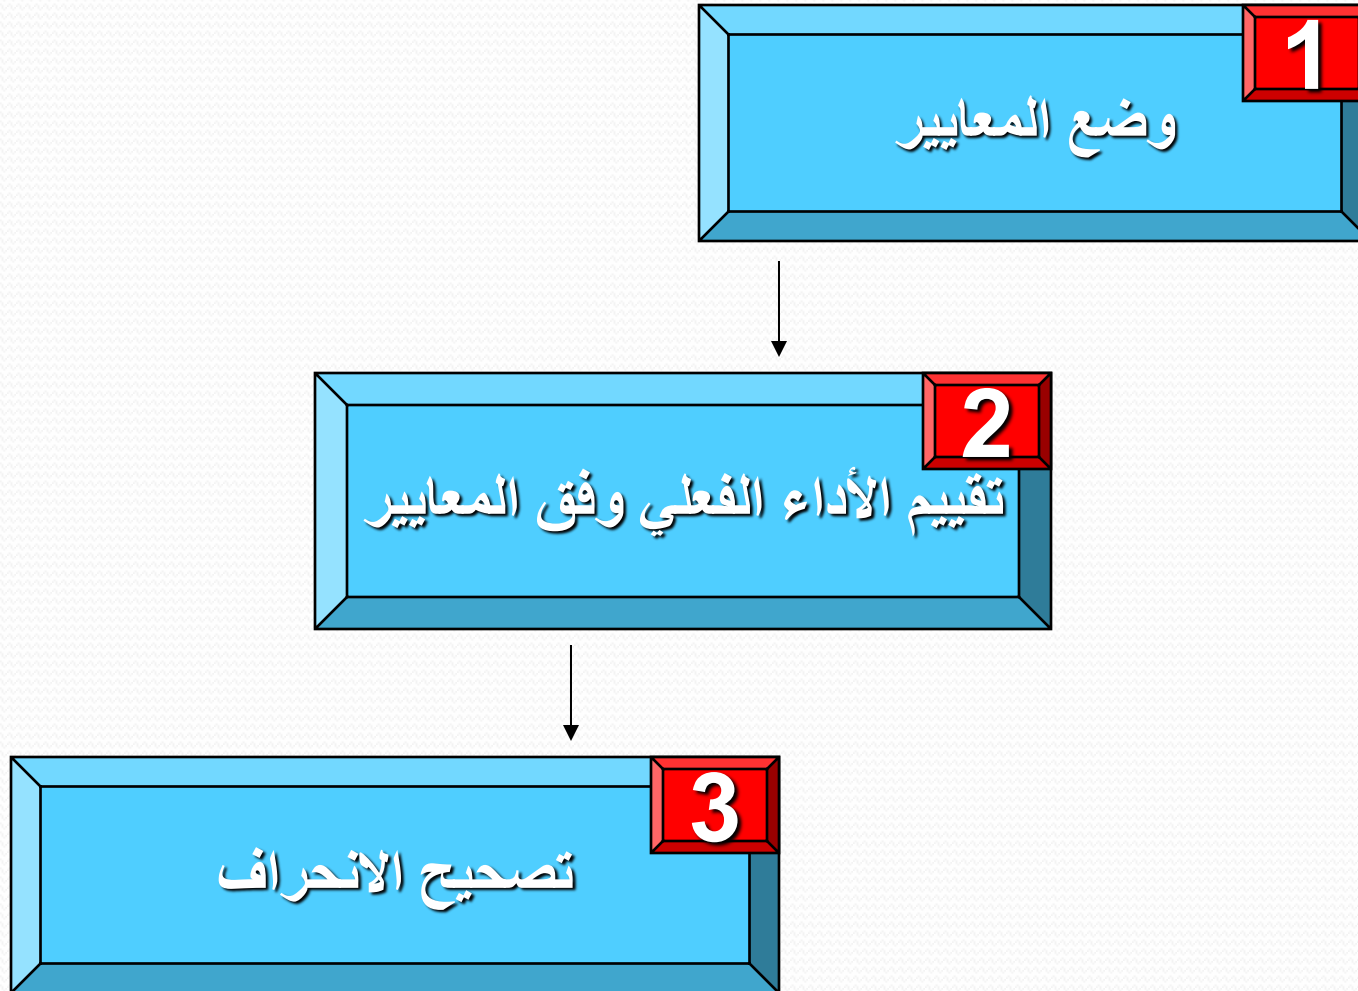 1
وضع المعايير
2
تقييم الأداء الفعلي وفق المعايير
3
تصحيح الانحراف